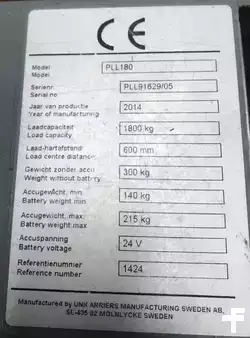 CE
Model
Model
PLL180
Serienr.
Serial no
PLL91629/05
Jaar van productie
Year of manufacturing
2014
Laadcapaciteit
Load capacity
1800 kg
Laad-hartafstand
Load centre distance
600 mm
Gewicht zonder accu
Weight without battery
300 kg
Accugewicht, min.
Battery weight min
140 kg
Accugewicht, max.
Battery weight max
215 kg
Accuspanning
Battery voltage
24 V
Referentienummer
Reference number
1424
Manufactured by UNICARRIERS MANUFACTURING SWEDEN AB,
SE-435 82 MÖLNLYCKE SWEDEN